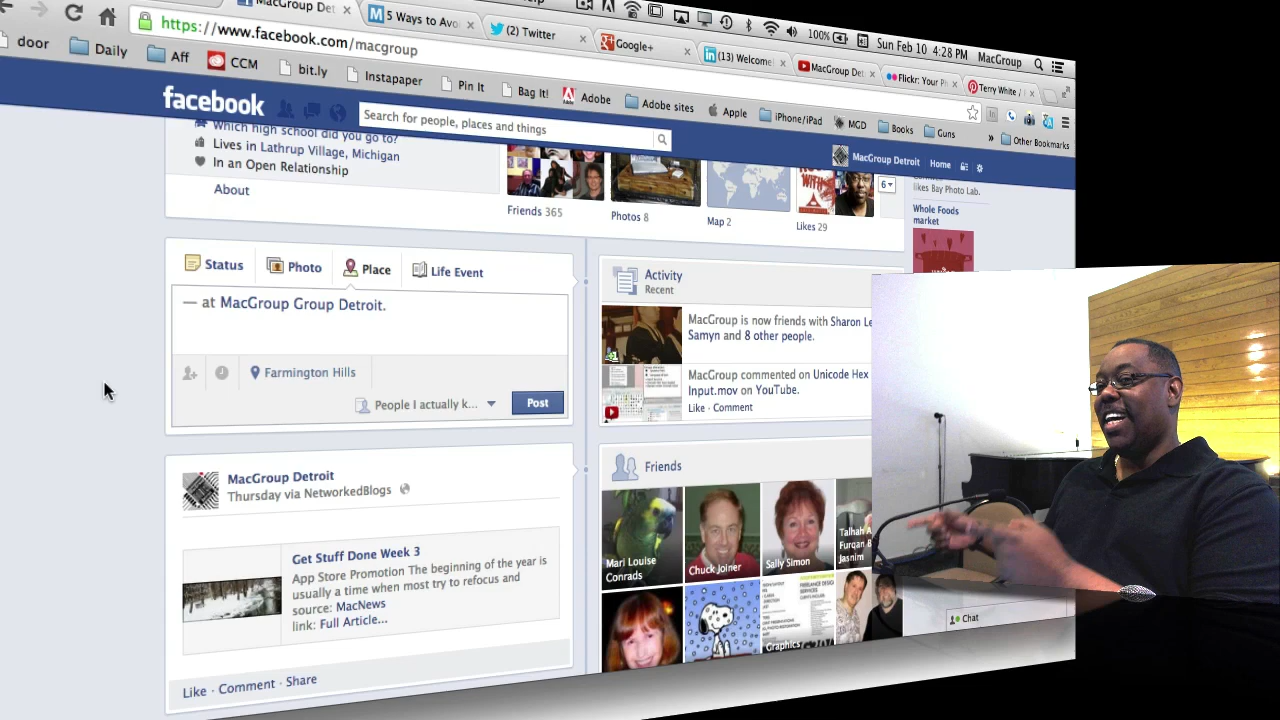 MacGroup Det
5 Ways to Avo
(2) Twitter
Google+
(13) Welcome!
MacGroup Det
Flickr: Your P
Terry White /
100%
Sun Feb 10 4:28 PM
MacGroup
https://www.facebook.com/macgroup
door
Daily
Aff
CCM
bit.ly
Instapaper
Pin It
Bag It!
Adobe
Adobe sites
Apple
iPhone/iPad
MGD
Books
Guns
»
Other Bookmarks
facebook
Search for people, places and things
MacGroup Detroit
Home
Which high school did you go to?
Lives in Lathrup Village, Michigan
In an Open Relationship
About
Friends 365
Photos 8
Map 2
Likes 29
6
likes Bay Photo Lab.
Whole Foods
market
Status
Photo
Place
Life Event
— at MacGroup Group Detroit.
Farmington Hills
People I actually k...
Post
Activity
Recent
MacGroup is now friends with Sharon Le
Samyn and 8 other people.
MacGroup commented on Unicode Hex
Input.mov on YouTube.
Like · Comment
MacGroup Detroit
Thursday via NetworkedBlogs
Get Stuff Done Week 3
App Store Promotion The beginning of the year is
usually a time when most try to refocus and
source: MacNews
link: Full Article...
Like · Comment · Share
Friends
Mari Louise
Conrads
Chuck Joiner
Sally Simon
Talhah A
Furqan B
Jasnim
Graphics
Chat